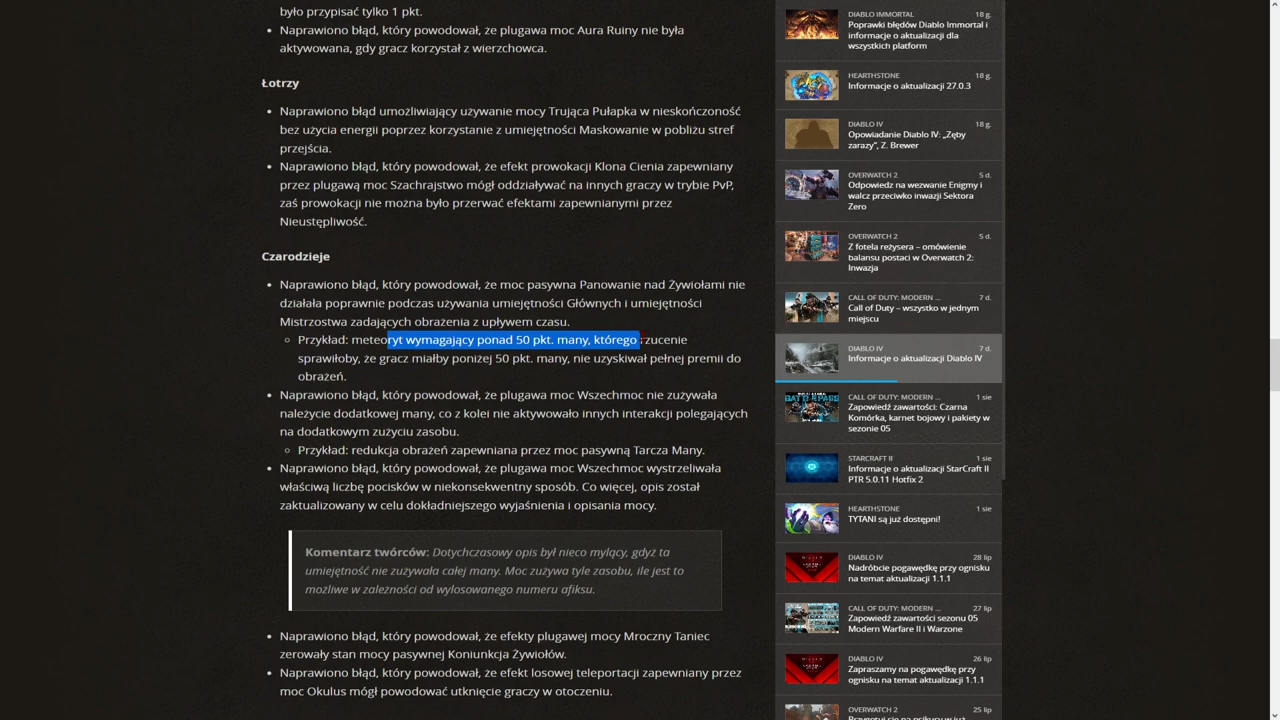 było przypisać tylko 1 pkt.
Naprawiono błąd, który powodował, że plugawa moc Aura Ruiny nie była
aktywowana, gdy gracz korzystał z wierzchowca.
Łotrzy
Naprawiono błąd umożliwiający używanie mocy Trująca Pułapka w nieskończoność
bez użycia energii poprzez korzystanie z umiejętności Maskowanie w pobliżu stref
przejścia.
Naprawiono błąd, który powodował, że efekt prowokacji Klona Cienia zapewniany
przez plugawą moc Szachrajstwo mógł oddziaływać na innych graczy w trybie PvP,
zaś prowokacji nie można było przerwać efektami zapewnianymi przez
Nieustępliwość.
Czarodzieje
Naprawiono błąd, który powodował, że moc pasywna Panowanie nad Żywiołami nie
działała poprawnie podczas używania umiejętności Głównych i umiejętności
Mistrzostwa zadających obrażenia z upływem czasu.
Przykład: meteoryt wymagający ponad 50 pkt. many, którego rzucenie
sprawiłoby, że gracz miałby poniżej 50 pkt. many, nie uzyskiwał pełnej premii do
obrażeń.
Naprawiono błąd, który powodował, że plugawa moc Wszechmoc nie zużywała
należycie dodatkowej many, co z kolei nie aktywowało innych interakcji polegających
na dodatkowym zużyciu zasobu.
Przykład: redukcja obrażeń zapewniana przez moc pasywną Tarcza Many.
Naprawiono błąd, który powodował, że plugawa moc Wszechmoc wystrzeliwała
właściwą liczbę pocisków w niekonsekwentny sposób. Co więcej, opis został
zaktualizowany w celu dokładniejszego wyjaśnienia i opisania mocy.
Komentarz twórców: Dotychczasowy opis był nieco mylący, gdyż ta
umiejętność nie zużywała całej many. Moc zużywa tyle zasobu, ile jest to
możliwe w zależności od wylosowanego numeru afiksu.
Naprawiono błąd, który powodował, że efekty plugawej mocy Mroczny Taniec
zerowały stan mocy pasywnej Koniunkcja Żywiołów.
Naprawiono błąd, który powodował, że efekt losowej teleportacji zapewniany przez
moc Okulus mógł powodować utknięcie graczy w otoczeniu.
DIABLO IMMORTAL 18 g.
Poprawki błędów Diablo Immortal i
informacje o aktualizacji dla
wszystkich platform
HEARTHSTONE 18 g.
Informacje o aktualizacji 27.0.3
DIABLO IV 18 g.
Opowiadanie Diablo IV: „Zęby
zarazy”, Z. Brewer
OVERWATCH 2 5 d.
Odpowiedz na wezwanie Enigmy i
walcz przeciwko inwazji Sektora
Zero
OVERWATCH 2 5 d.
Z fotela reżysera – omówienie
balansu postaci w Overwatch 2:
Inwazja
CALL OF DUTY: MODERN ... 7 d.
Call of Duty – wszystko w jednym
miejscu
DIABLO IV 7 d.
Informacje o aktualizacji Diablo IV
CALL OF DUTY: MODERN ... 1 sie
Zapowiedź zawartości: Czarna
Komórka, karnet bojowy i pakiety w
sezonie 05
STARCRAFT II 1 sie
Informacje o aktualizacji StarCraft II
PTR 5.0.11 Hotfix 2
HEARTHSTONE 1 sie
TYTANI są już dostępni!
DIABLO IV 28 lip
Nadróbcie pogawędkę przy ognisku
na temat aktualizacji 1.1.1
CALL OF DUTY: MODERN ... 27 lip
Zapowiedź zawartości sezonu 05
Modern Warfare II i Warzone
DIABLO IV 26 lip
Zapraszamy na pogawędkę przy
ognisku na temat aktualizacji 1.1.1
OVERWATCH 2 25 lip
Przygotuj się na psikusy w już